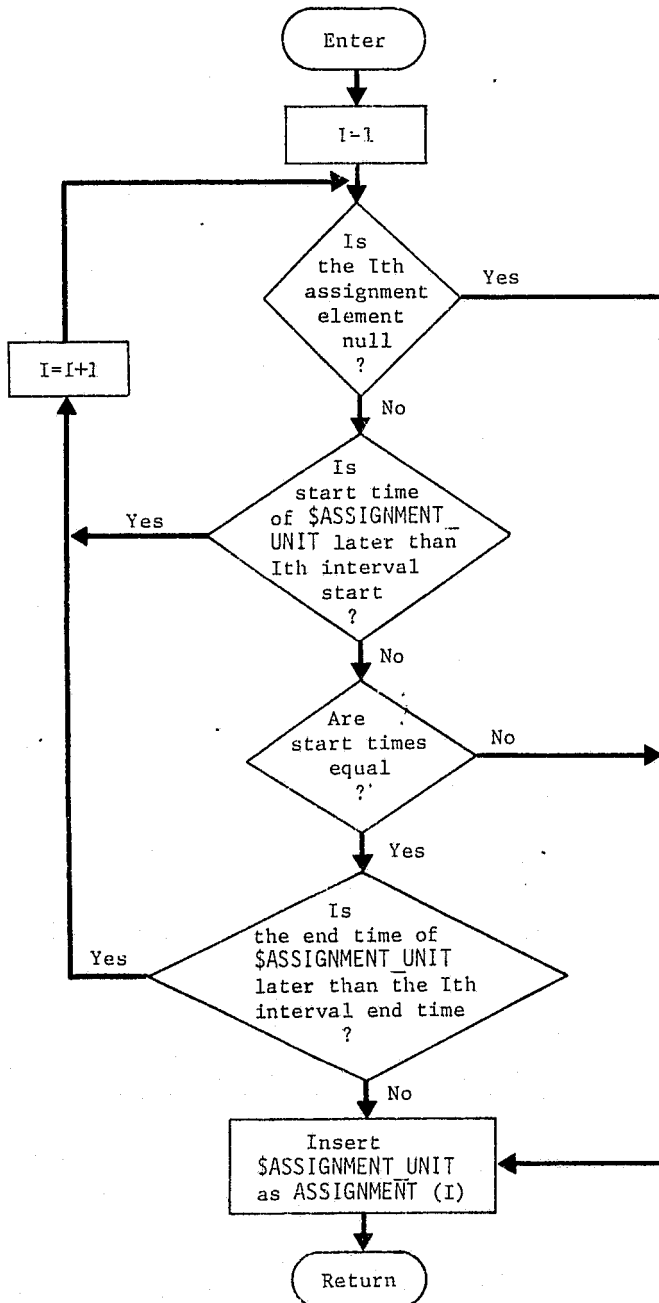 Enter
I=1
Is
the Ith
assignment
element
null
?
Yes
I=I+1
No
Is
start time
of $ASSIGNMENT_
UNIT later than
Ith interval
start
?
Yes
No
Are
start times
equal
?
No
Yes
Is
the end time of
$ASSIGNMENT_UNIT
later than the Ith
interval end time
?
Yes
No
Insert
$ASSIGNMENT_UNIT
as ASSIGNMENT (I)
Return